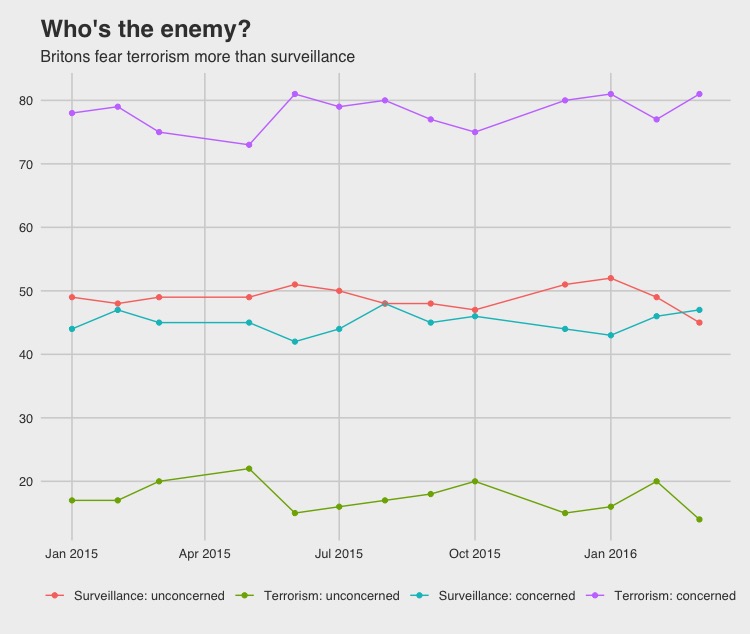 Who's the enemy?
Britons fear terrorism more than surveillance
80
70
60
50
40
30
20
Jan 2015 Apr 2015 Jul 2015 Oct 2015 Jan 2016
Surveillance: unconcerned Terrorism: unconcerned Surveillance: concerned Terrorism: concerned